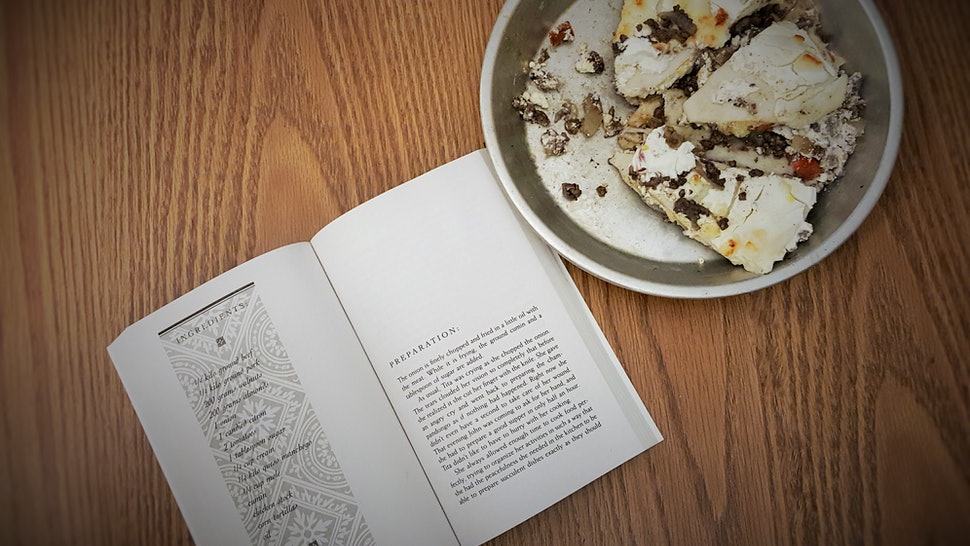 INGREDIENTS:
¼ kilo ground beef
¼ kilo ground pork
200 grams walnuts
200 grams almonds
1 onion
1 candied citron
2 tomatoes
1 tablespoon sugar
¼ cup cream
¼ kilo queso manchego
¼ cup mole
cumin
chicken stock
corn tortillas
oil
PREPARATION:
The onion is finely chopped and fried in a little oil with
the meat. While it is frying, the ground cumin and a
tablespoon of sugar are added.
As usual, Tita was crying as she chopped the onion.
The tears clouded her vision so completely that before
she realized it she cut her finger with the knife. She gave
an angry cry and went back to preparing the cham-
pandongo as if nothing had happened. Right now she
didn't even have a second to take care of her wound.
That evening John was coming to ask for her hand, and
she had to prepare a good supper in only half an hour.
Tita didn't like to have to hurry with her cooking.
She always allowed enough time to cook food per-
fectly, trying to organize her activities in such a way that
she had the peacefulness she needed in the kitchen to be
able to prepare succulent dishes exactly as they should